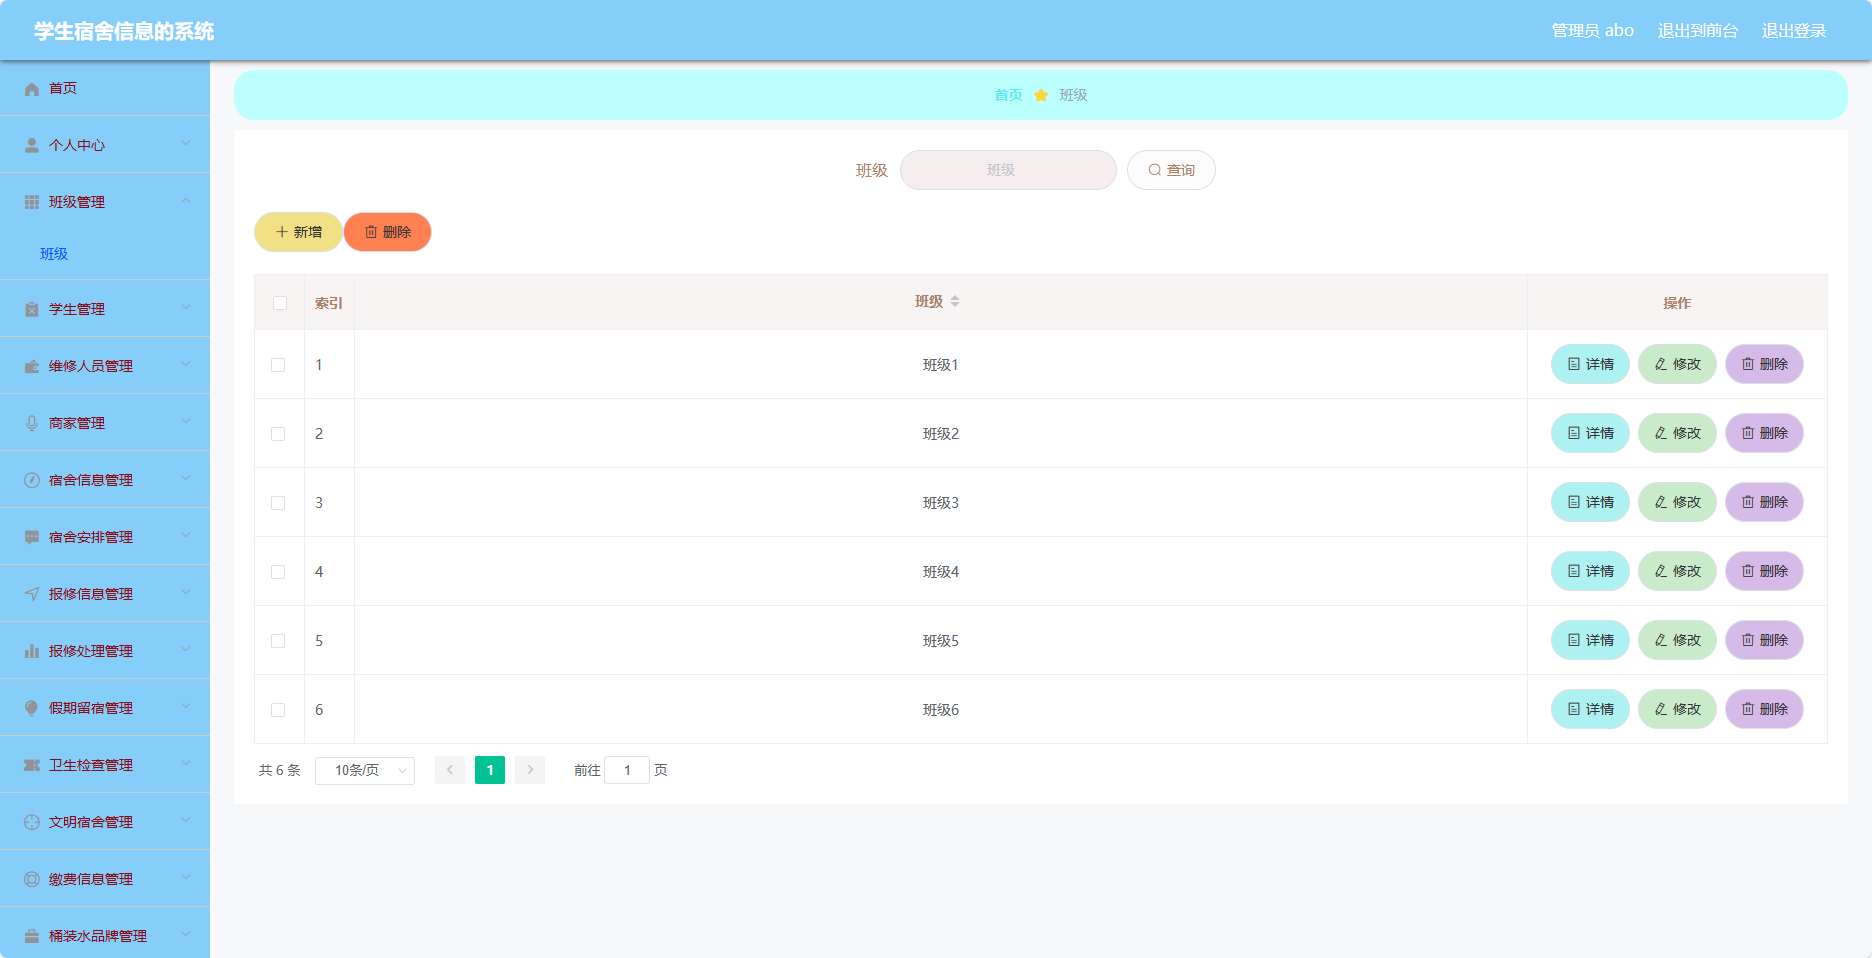 学生宿舍信息的系统
管理员 abo 退出到前台 退出登录
首页
个人中心
班级管理
班级
学生管理
维修人员管理
商家管理
宿舍信息管理
宿舍安排管理
报修信息管理
报修处理管理
假期留宿管理
卫生检查管理
文明宿舍管理
缴费信息管理
桶装水品牌管理
首页 班级
班级 班级 查询
新增 删除
索引 班级 操作
1 班级1 详情 修改 删除
2 班级2 详情 修改 删除
3 班级3 详情 修改 删除
4 班级4 详情 修改 删除
5 班级5 详情 修改 删除
6 班级6 详情 修改 删除
共 6 条 10条/页 1 前往 1 页